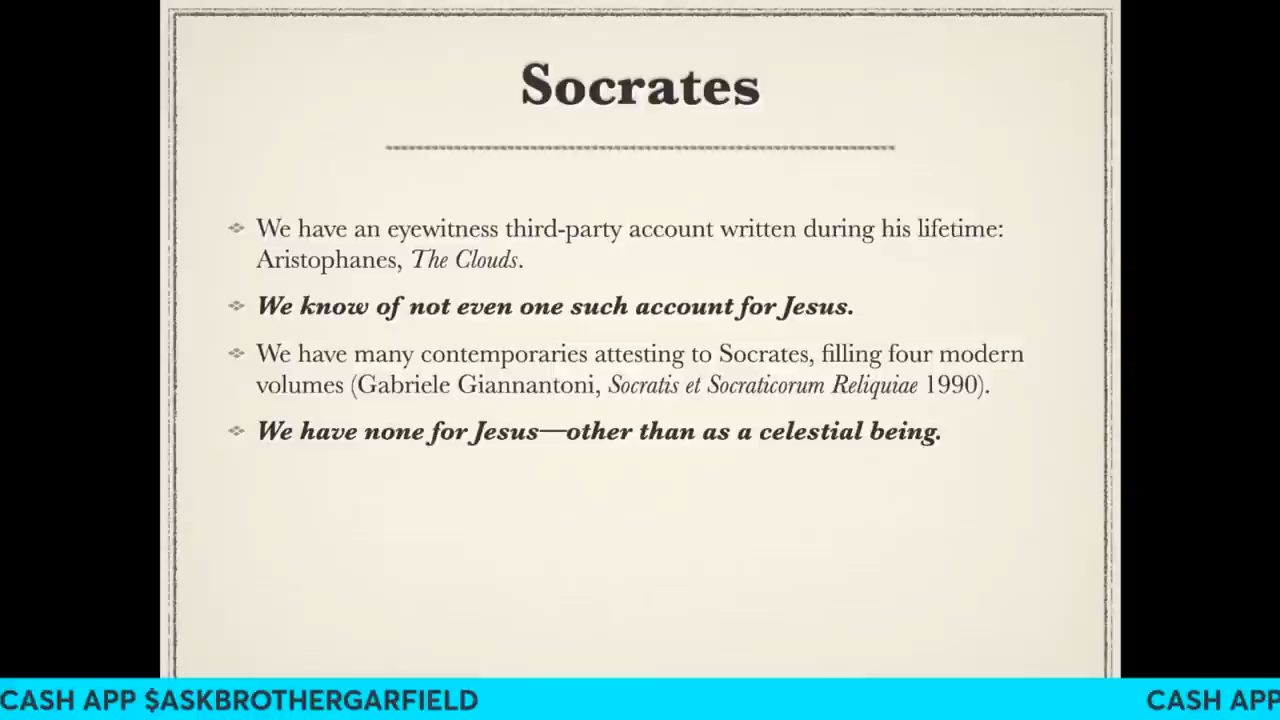 Socrates
We have an eyewitness third-party account written during his lifetime:
Aristophanes, The Clouds.
We know of not even one such account for Jesus.
We have many contemporaries attesting to Socrates, filling four modern
volumes (Gabriele Giannantoni, Socratis et Socraticorum Reliquiae 1990).
We have none for Jesus—other than as a celestial being.
CASH APP $ASKBROTHERGARFIELD CASH APP